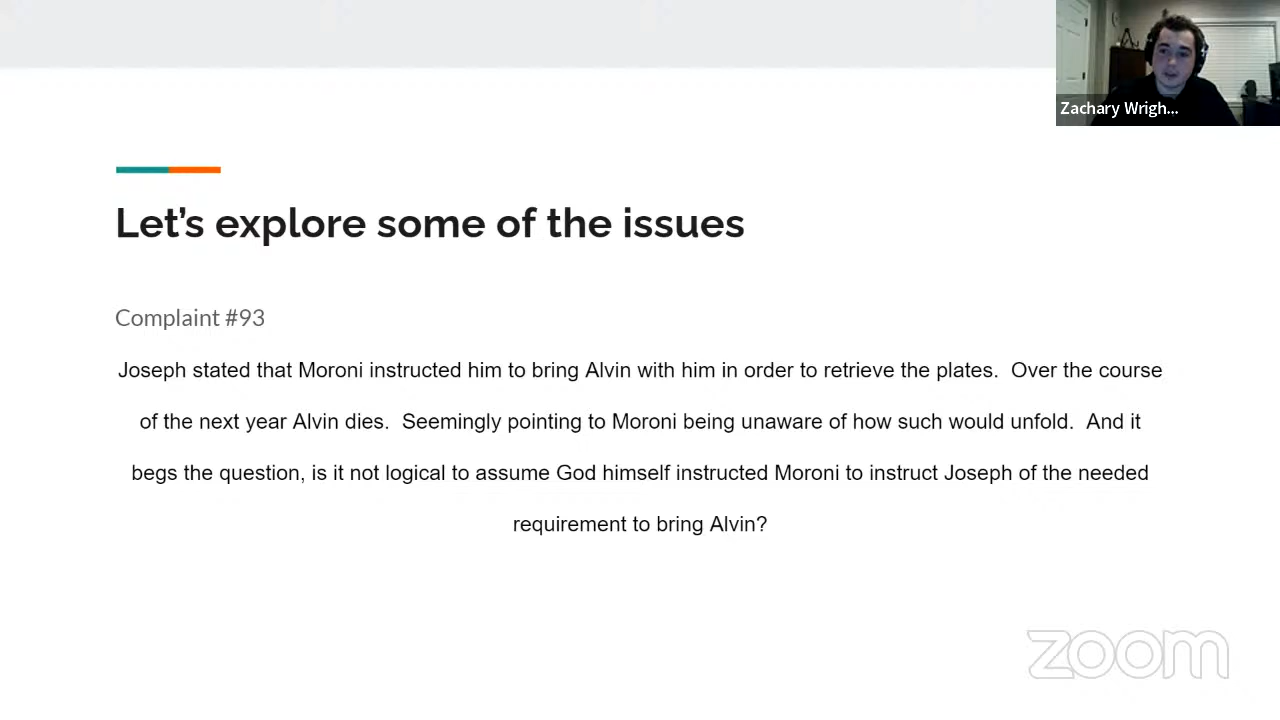 Zachary Wrigh...
Let's explore some of the issues
Complaint #93
Joseph stated that Moroni instructed him to bring Alvin with him in order to retrieve the plates.  Over the course
of the next year Alvin dies.  Seemingly pointing to Moroni being unaware of how such would unfold.  And it
begs the question, is it not logical to assume God himself instructed Moroni to instruct Joseph of the needed
requirement to bring Alvin?
zoom